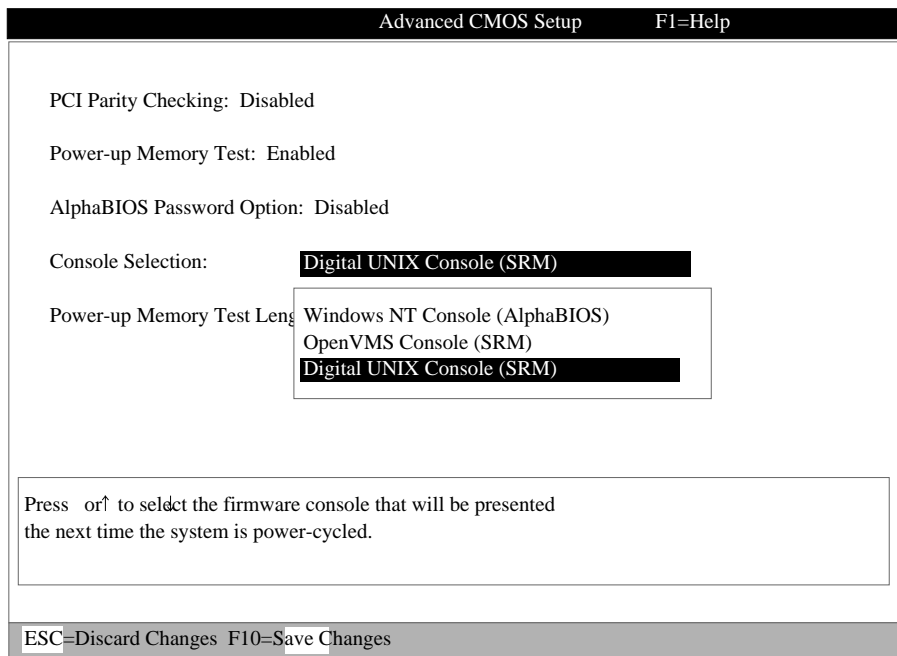 Advanced CMOS Setup F1=Help
PCI Parity Checking: Disabled
Power-up Memory Test: Enabled
AlphaBIOS Password Option: Disabled
Console Selection: Digital UNIX Console (SRM)
Power-up Memory Test Leng
Windows NT Console (AlphaBIOS)
OpenVMS Console (SRM)
Digital UNIX Console (SRM)
Press or↑ to select the firmware console that will be presented
the next time the system is power-cycled.
ESC=Discard Changes F10=Save Changes